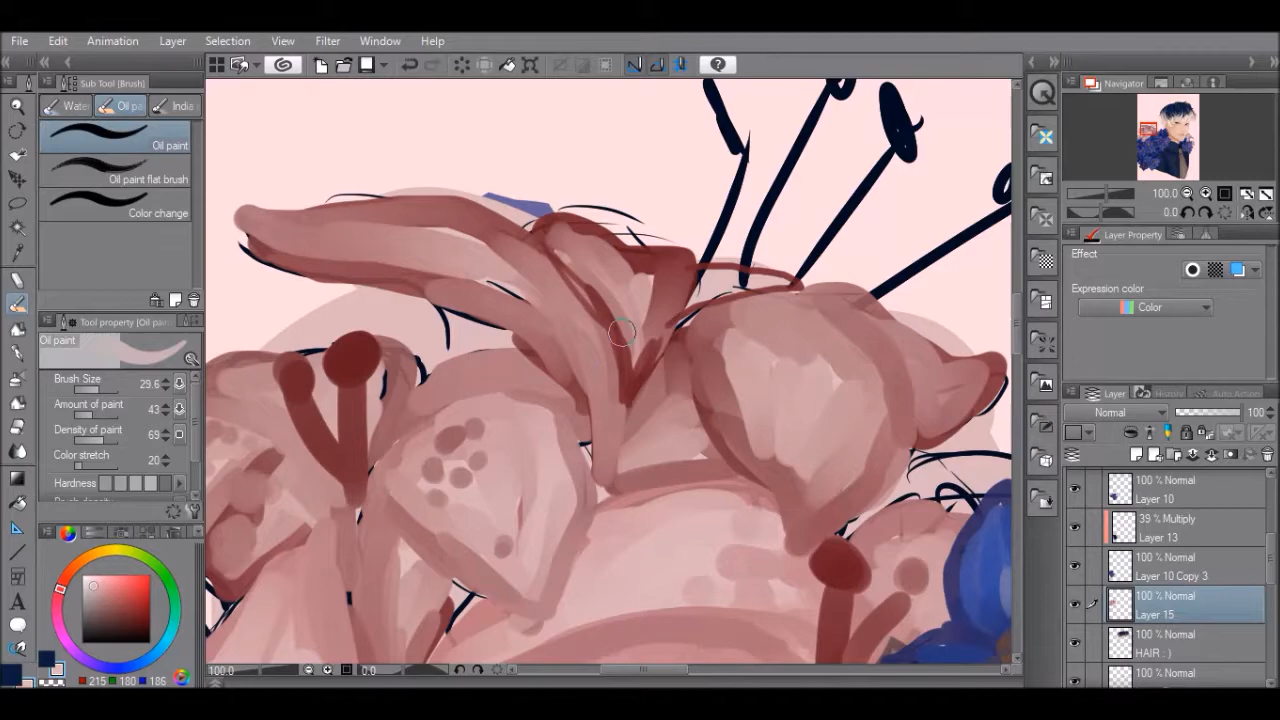 File Edit Animation Layer Selection View Filter Window Help
Sub Tool [Brush]
Wate Oil pa India
Oil paint
Oil paint flat brush
Color change
Tool property [Oil paint
Oil paint
Brush Size 29.6
Amount of paint 43
Density of paint 69
Color stretch 20
Hardness
215 180 186
100.0 0.0
Navigator
100.0
0.0
Layer Property
Effect
Expression color
Color
Layer History Auto Action
Normal 100
100 % Normal
Layer 10
39 % Multiply
Layer 13
100 % Normal
Layer 10 Copy 3
100 % Normal
Layer 15
100 % Normal
HAIR . )
100 % Normal